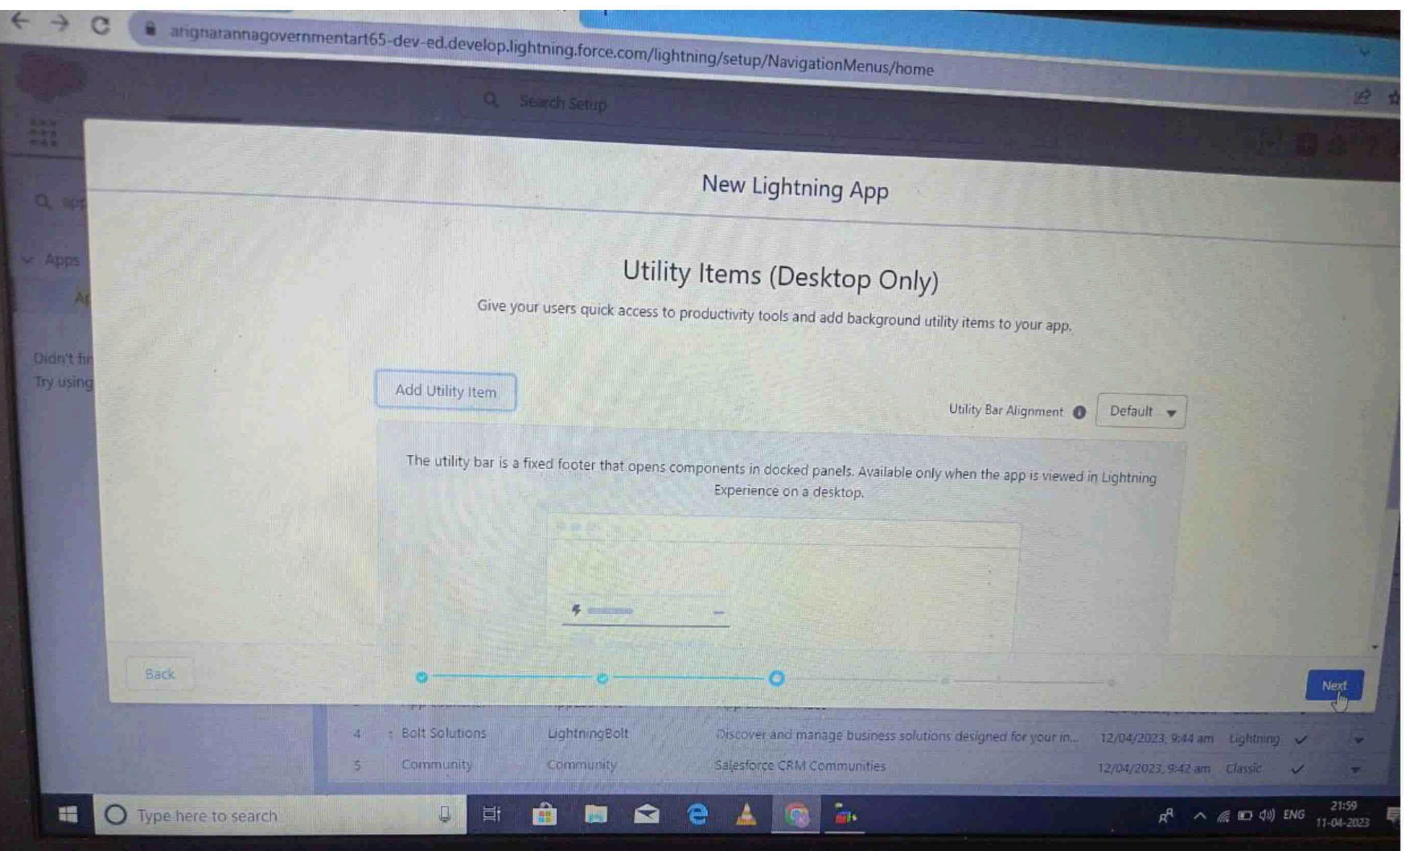 arignarannagovernmentart65-dev-ed.develop.lightning.force.com/lightning/setup/NavigationMenus/home
Search Setup
New Lightning App
Apps
Utility Items (Desktop Only)
Give your users quick access to productivity tools and add background utility items to your app.
Didn't
Try using
Add Utility Item
Utility Bar Alignment
Default
The utility bar is a fixed footer that opens components in docked panels. Available only when the app is viewed in Lightning
Experience on a desktop.
Back
Next
4 Bolt Solutions LightningBolt Discover and manage business solutions designed for your in... 12/04/2023, 9:44 am Lightning
5 Community Community Salesforce CRM Communities 12/04/2023, 9:42 am Classic
Type here to search
ENG
21:59
11-04-2023